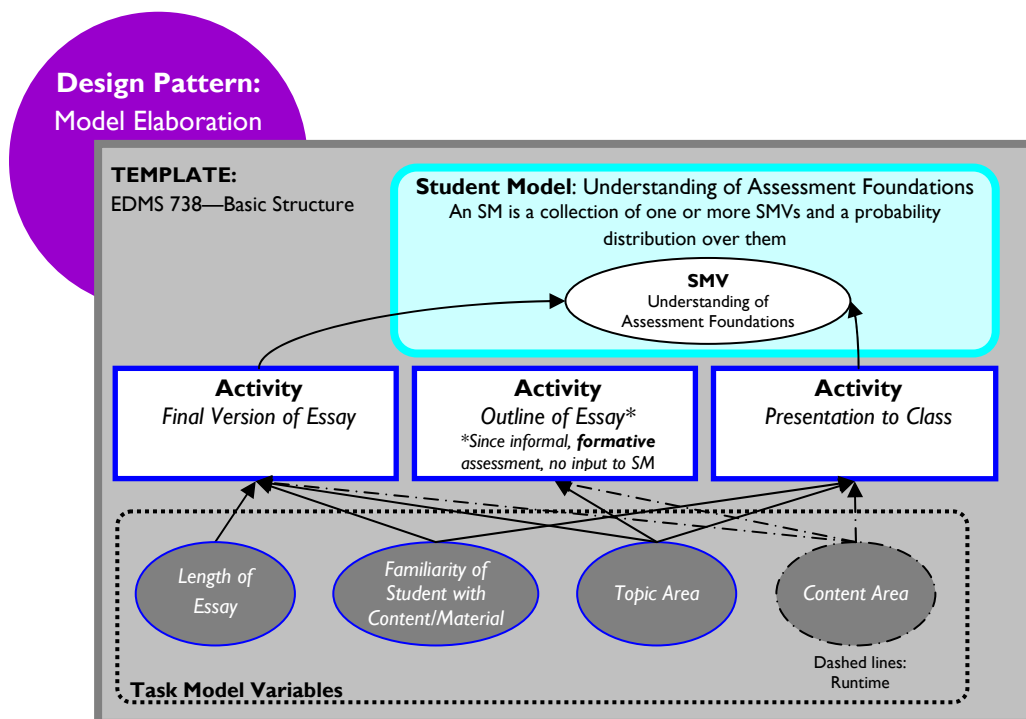 Design Pattern:
Model Elaboration
TEMPLATE:
EDMS 738—Basic Structure
Student Model: Understanding of Assessment Foundations
An SM is a collection of one or more SMVs and a probability
distribution over them
SMV
Understanding of
Assessment Foundations
Activity
Final Version of Essay
Activity
Outline of Essay*
*Since informal, formative
assessment, no input to SM
Activity
Presentation to Class
Length of
Essay
Familiarity of
Student with
Content/Material
Topic Area
Content Area
Dashed lines:
Runtime
Task Model Variables